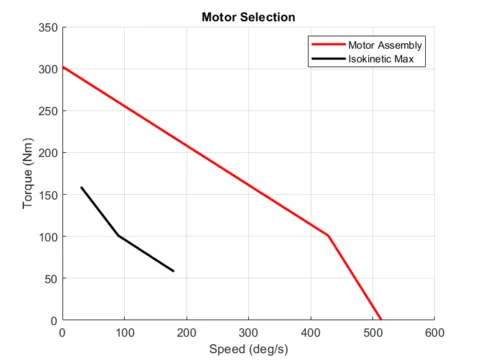 Motor Selection
350
300
250
200
150
100
50
0
Torque (Nm)
Motor Assembly
Isokinetic Max
0 100 200 300 400 500 600
Speed (deg/s)